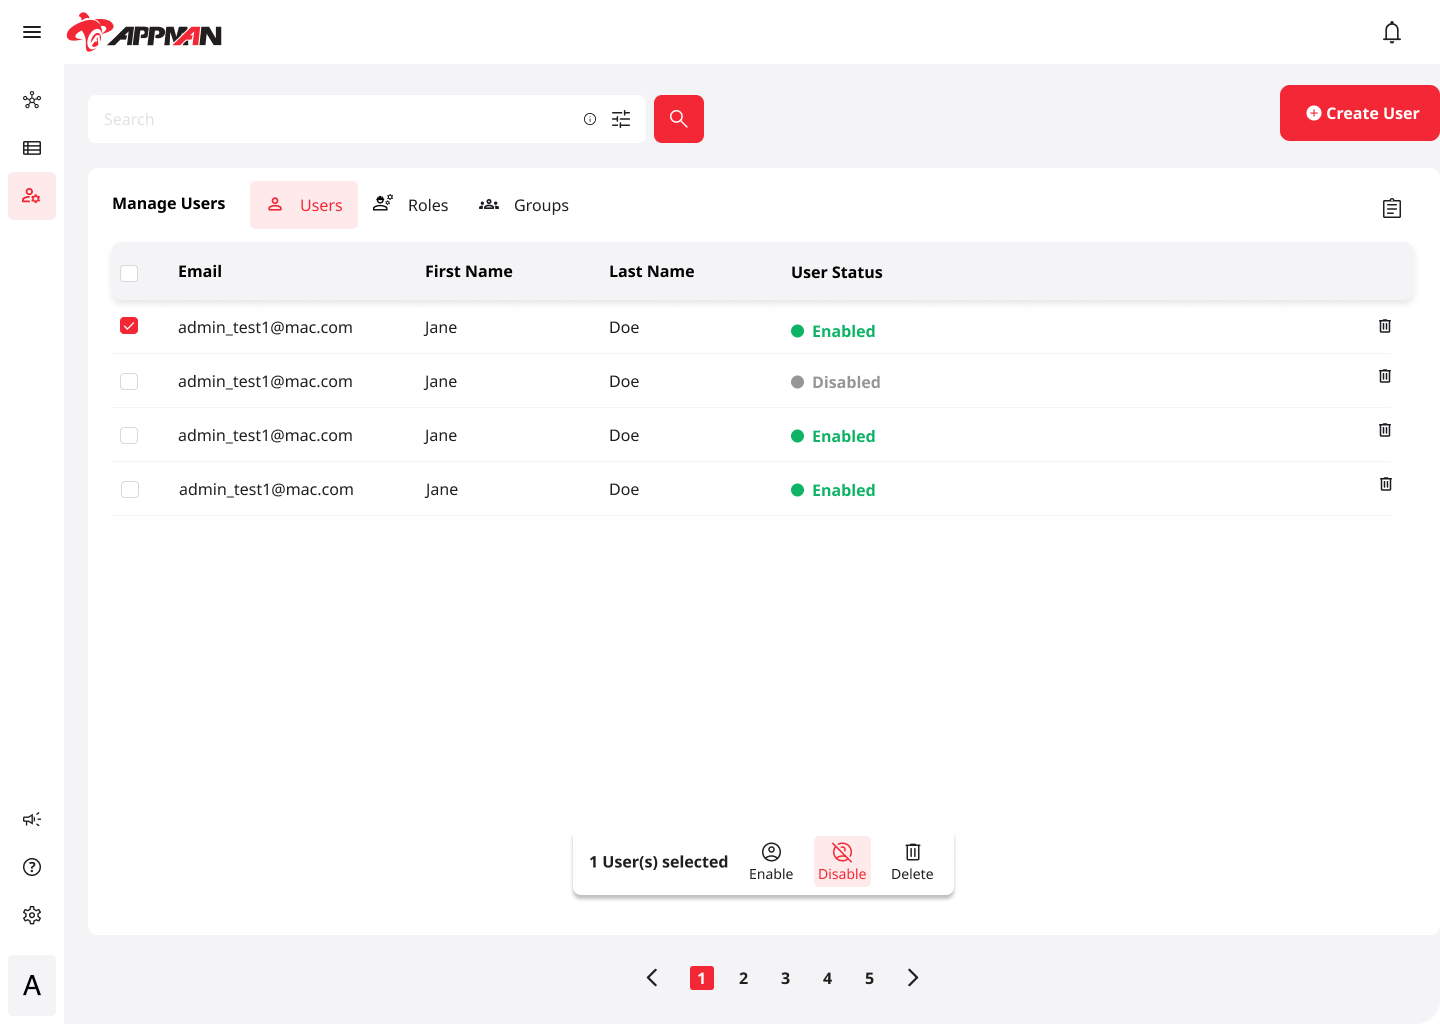 APPMAN
Search
Create User
Manage Users
Users
Roles
Groups
Email First Name Last Name User Status
admin_test1@mac.com Jane Doe Enabled
admin_test1@mac.com Jane Doe Disabled
admin_test1@mac.com Jane Doe Enabled
admin_test1@mac.com Jane Doe Enabled
1 User(s) selected
Enable
Disable
Delete
A
1 2 3 4 5